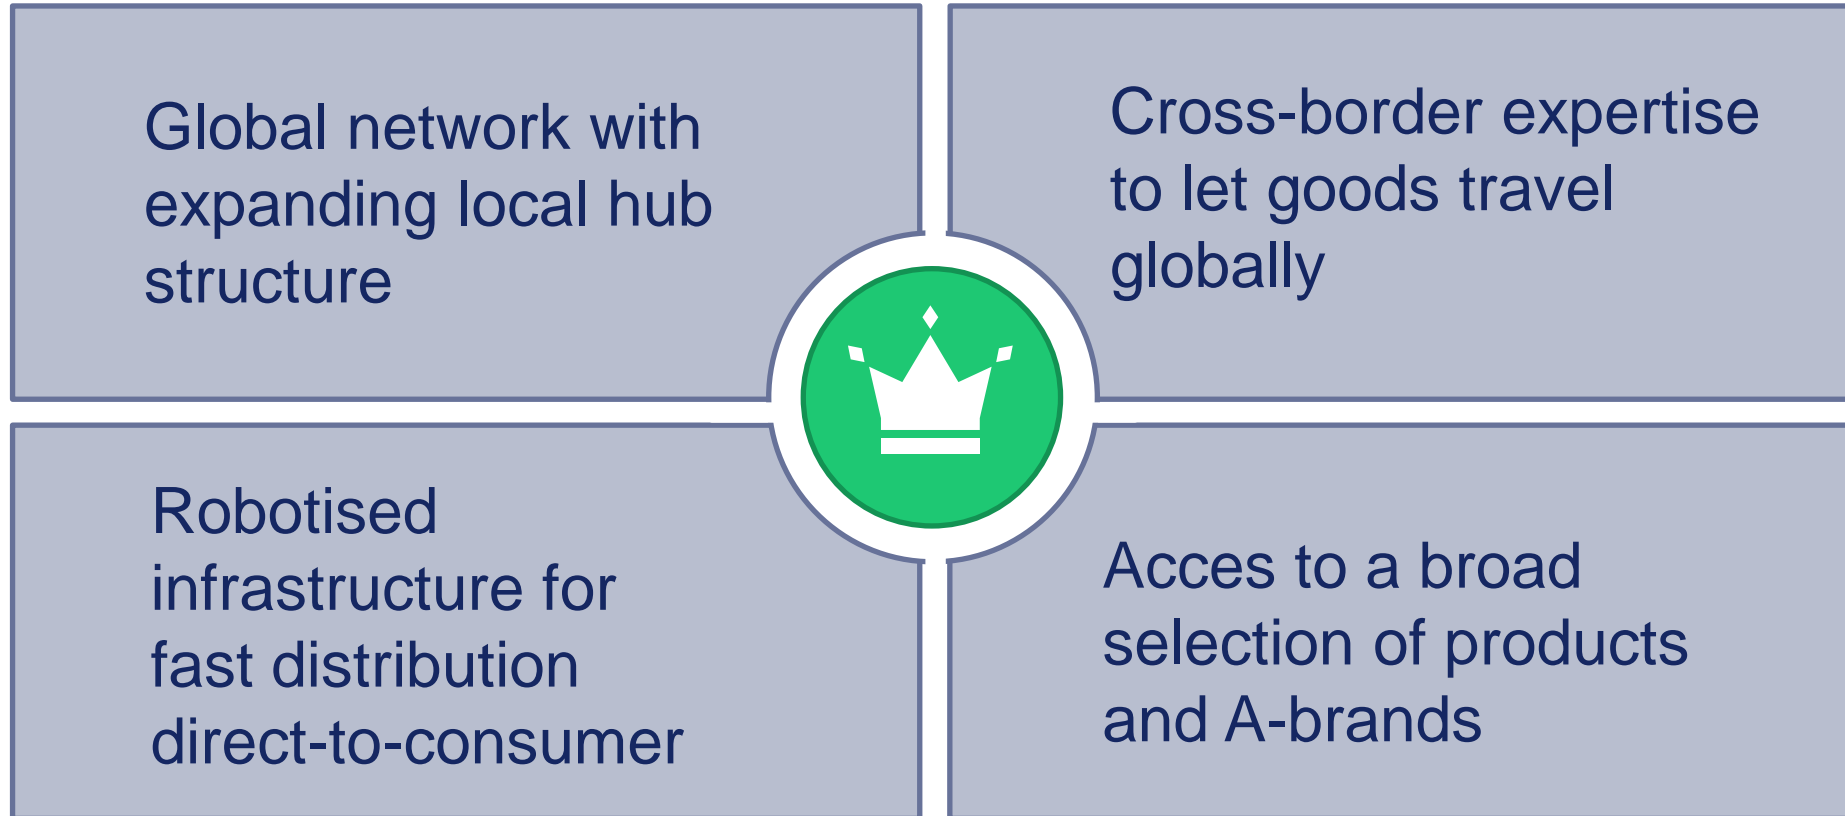 Global network with
expanding local hub
structure
Cross-border expertise
to let goods travel
globally
Robotised
infrastructure for
fast distribution
direct-to-consumer
Acces to a broad
selection of products
and A-brands